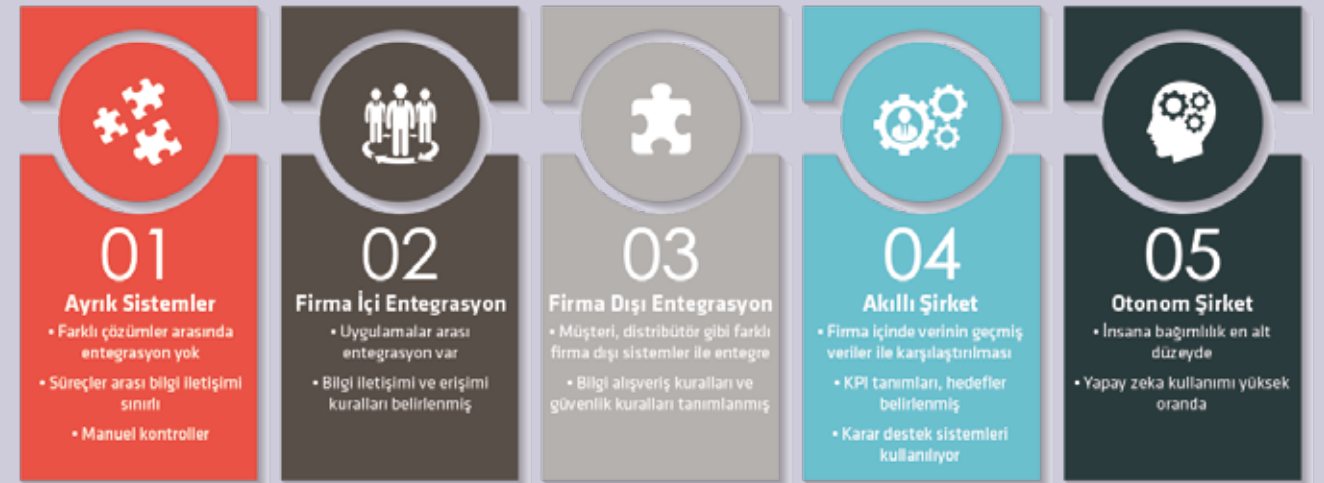 01
Ayrık Sistemler
• Farklı çözümler arasında
entegrasyon yok
• Süreçler arası bilgi iletişimi
sınırlı
• Manuel kontroller
02
Firma İçi Entegrasyon
• Uygulamalar arası
entegrasyon var
• Bilgi iletişimi ve erişimi
kuralları belirlenmiş
03
Firma Dışı Entegrasyon
• Müşteri, distribütör gibi farklı
firma dışı sistemler ile entegre
• Bilgi alışveriş kuralları ve
güvenlik kuralları tanımlanmış
04
Akıllı Şirket
• Firma içinde verinin geçmiş
veriler ile karşılaştırılması
• KPI tanımları, hedefler
belirlenmiş
• Karar destek sistemleri
kullanılıyor
05
Otonom Şirket
• İnsana bağımlılık en alt
düzeyde
• Yapay zeka kullanımı yüksek
oranda